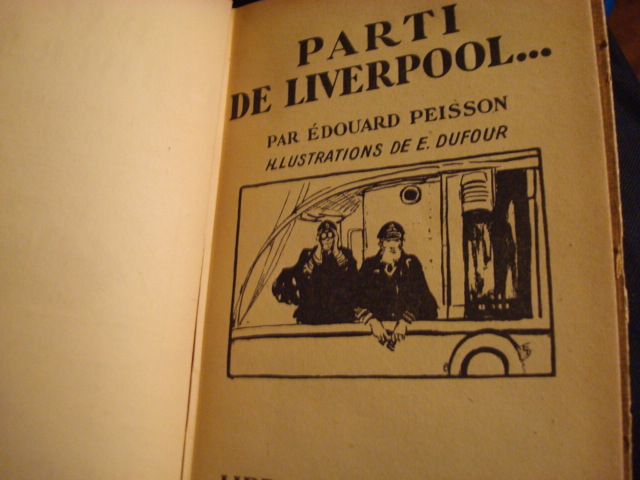 PARTI
DE LIVERPOOL...
PAR ÉDOUARD PEISSON
ILLUSTRATIONS DE E. DUFOUR